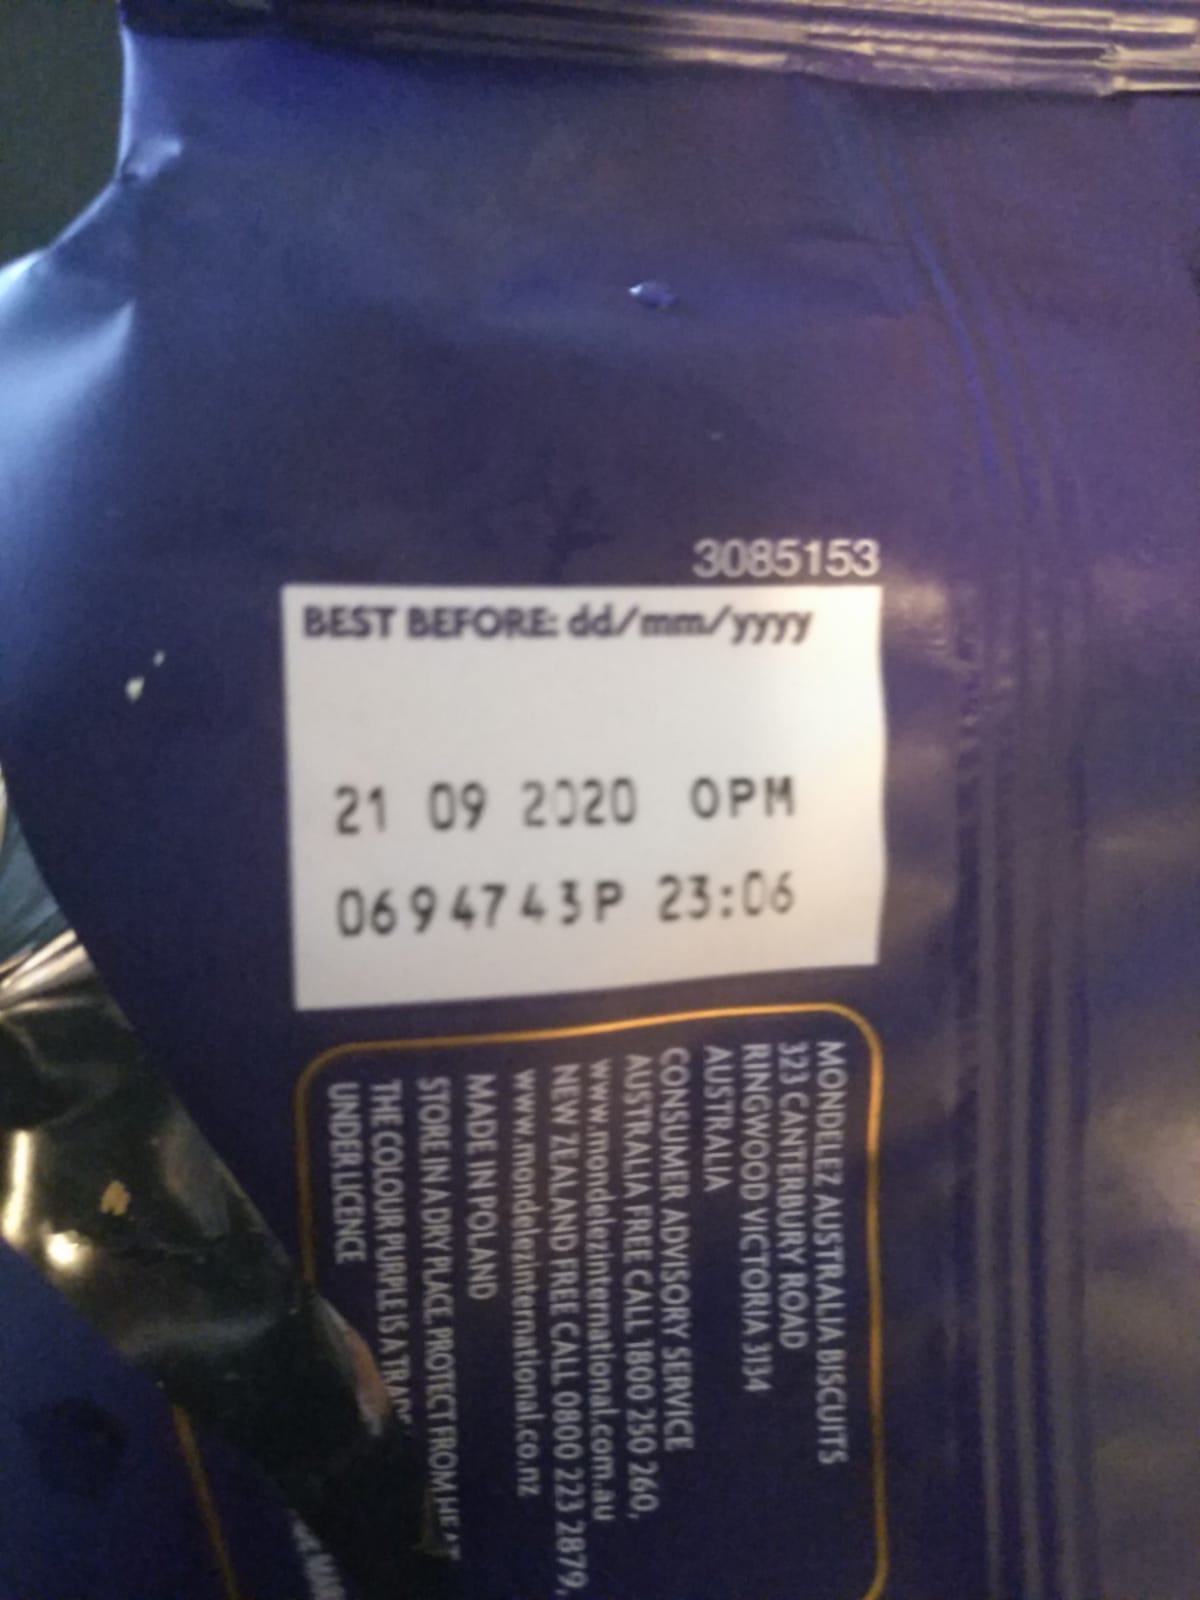 3085153
BEST BEFORE: dd/mm/yyyy
21 09 2020 OPM
0694743P 23:06
MONDELEZ AUSTRALIA BISCUITS
323 CANTERBURY ROAD
RINGWOOD VICTORIA 3134
AUSTRALIA
CONSUMER ADVISORY SERVICE
AUSTRALIA FREE CALL 1800 250 260,
www.mondelezinternational.com.au
NEW ZEALAND FREE CALL 0800 223 2879,
www.mondelezinternational.co.nz
MADE IN POLAND
STORE IN A DRY PLACE, PROTECT FROM HEAT
THE COLOUR PURPLE IS A
UNDER LICENCE